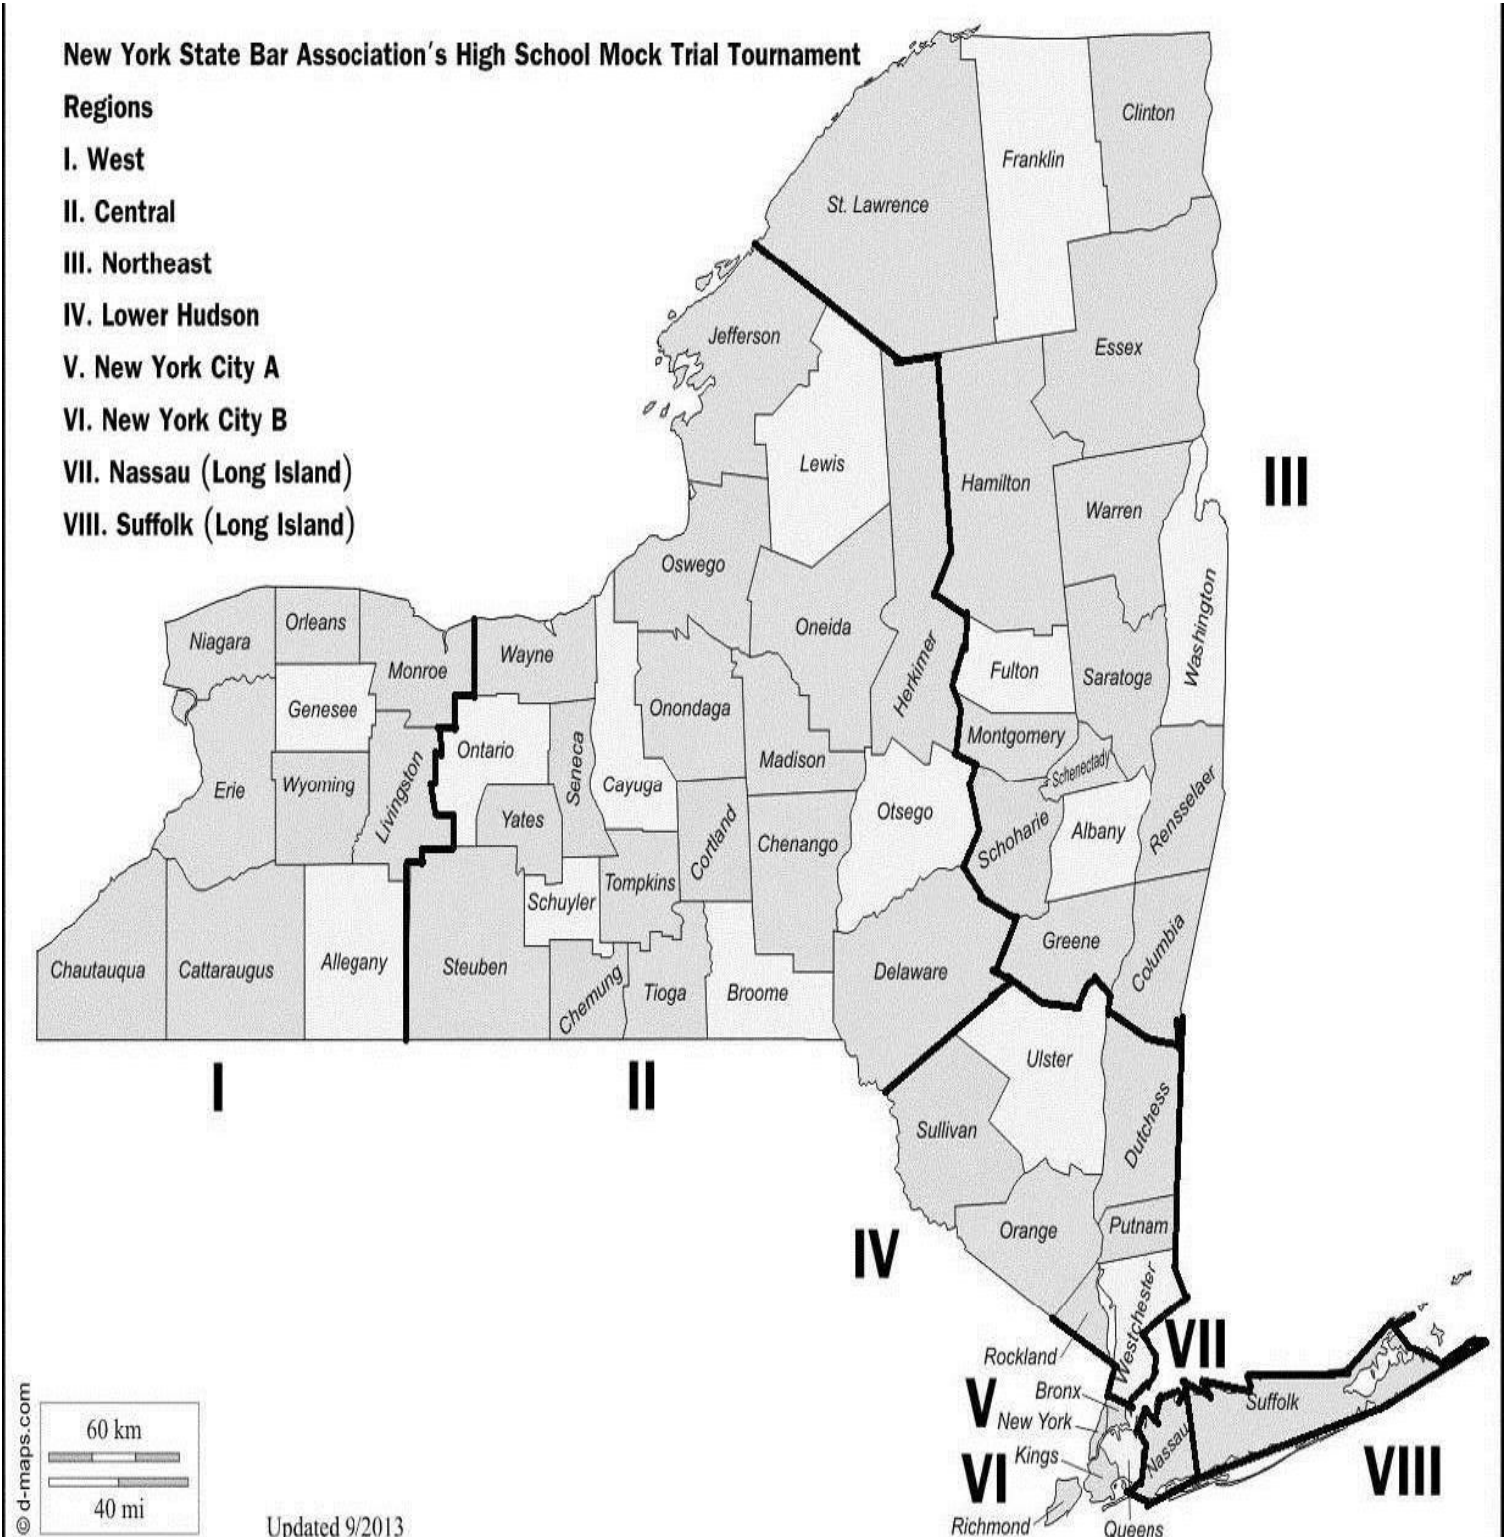 New York State Bar Association's High School Mock Trial Tournament
Regions
I. West
II. Central
III. Northeast
IV. Lower Hudson
V. New York City A
VI. New York City B
VII. Nassau (Long Island)
VIII. Suffolk (Long Island)
Clinton
Franklin
St. Lawrence
Jefferson
Essex
Lewis
Hamilton
III
Warren
Oswego
Washington
Orleans
Niagara
Oneida
Wayne
Monroe
Herkimer
Fulton
Saratoga
Genesee
Onondaga
Ontario
Montgomery
Seneca
Madison
Schenectady
Erie
Wyoming
Livingston
Cayuga
Rensselaer
Otsego
Yates
Cortland
Chenango
Schoharie
Albany
Tompkins
Schuyler
Greene
Columbia
Chautauqua
Cattaraugus
Allegany
Steuben
Chemung
Tioga
Broome
Delaware
I
II
Ulster
Sullivan
Dutchess
IV
Orange
Putnam
Westchester
VII
Rockland
Bronx
V
New York
Suffolk
Nassau
Kings
VI
VIII
Richmond
Queens
© d-maps.com
60 km
40 mi
Updated 9/2013